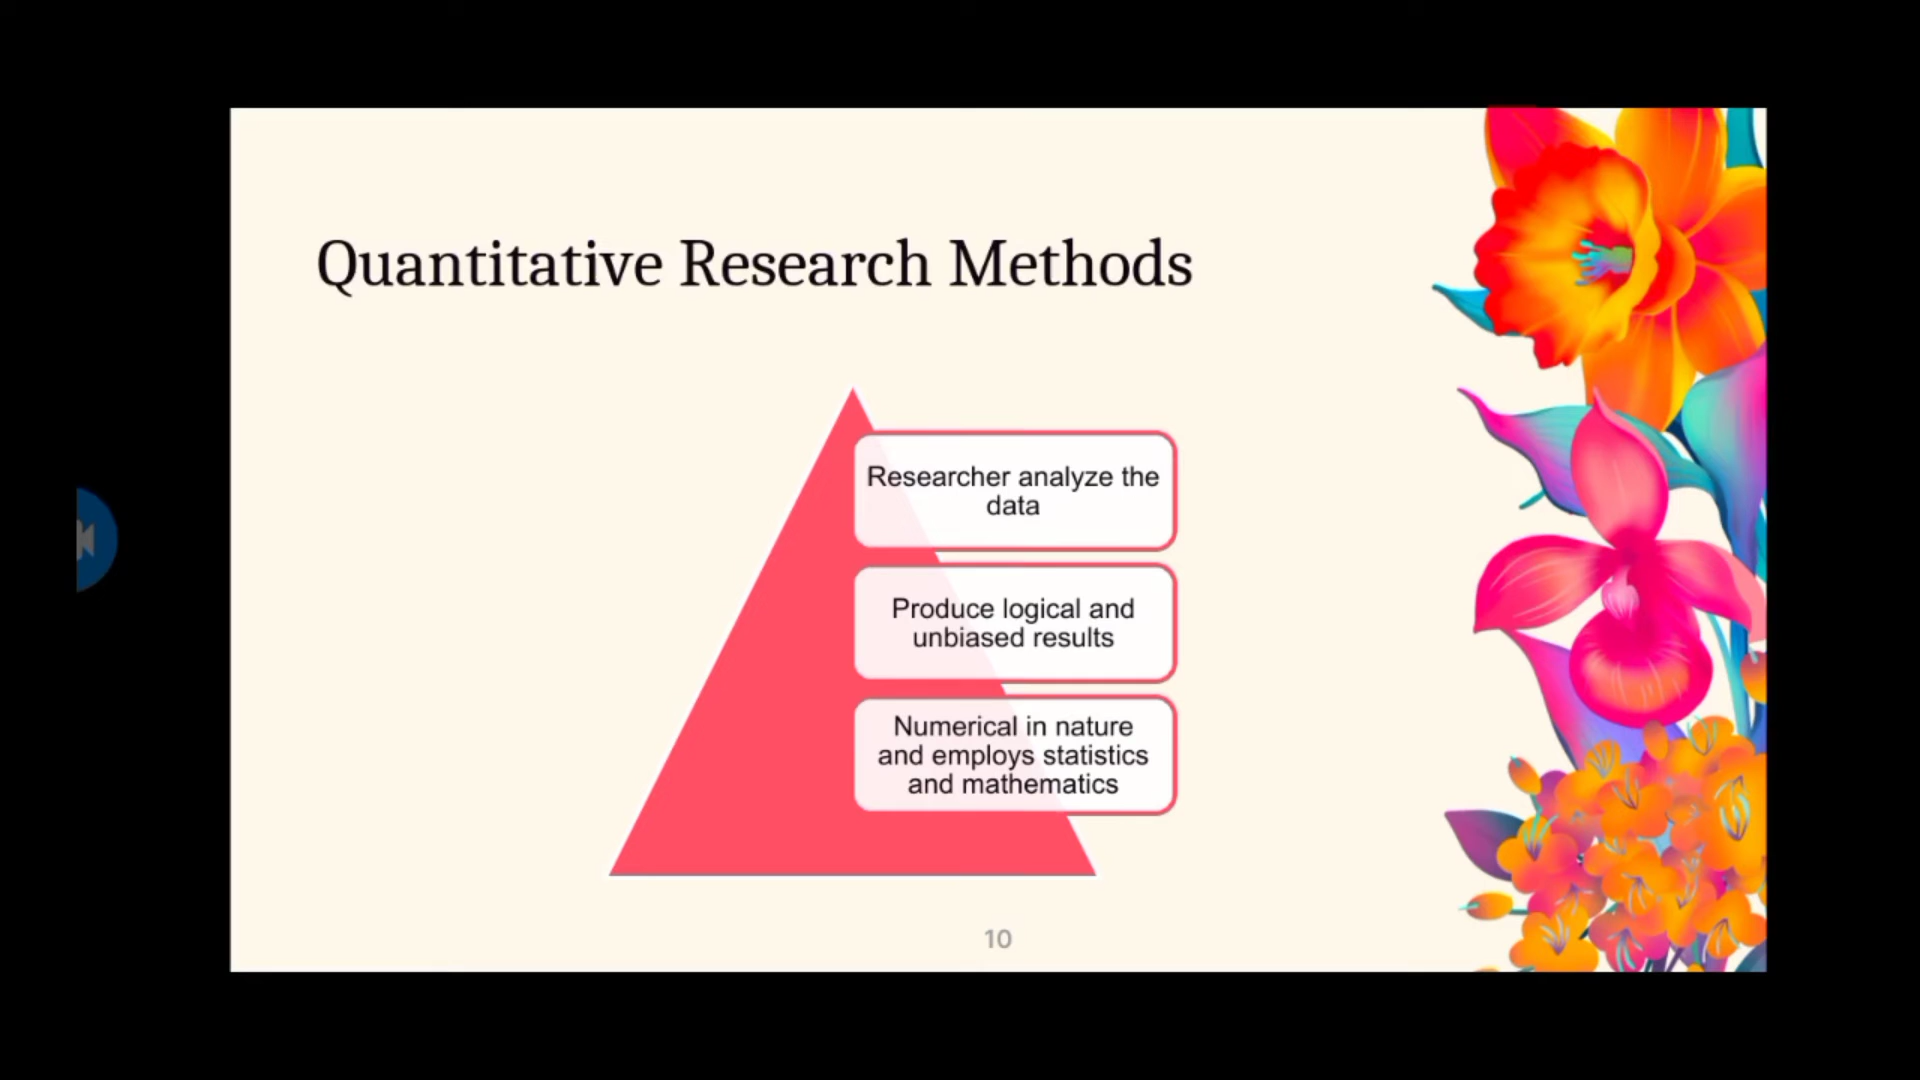 Quantitative Research Methods
Researcher analyze the
data
Produce logical and
unbiased results
Numerical in nature
and employs statistics
and mathematics
10